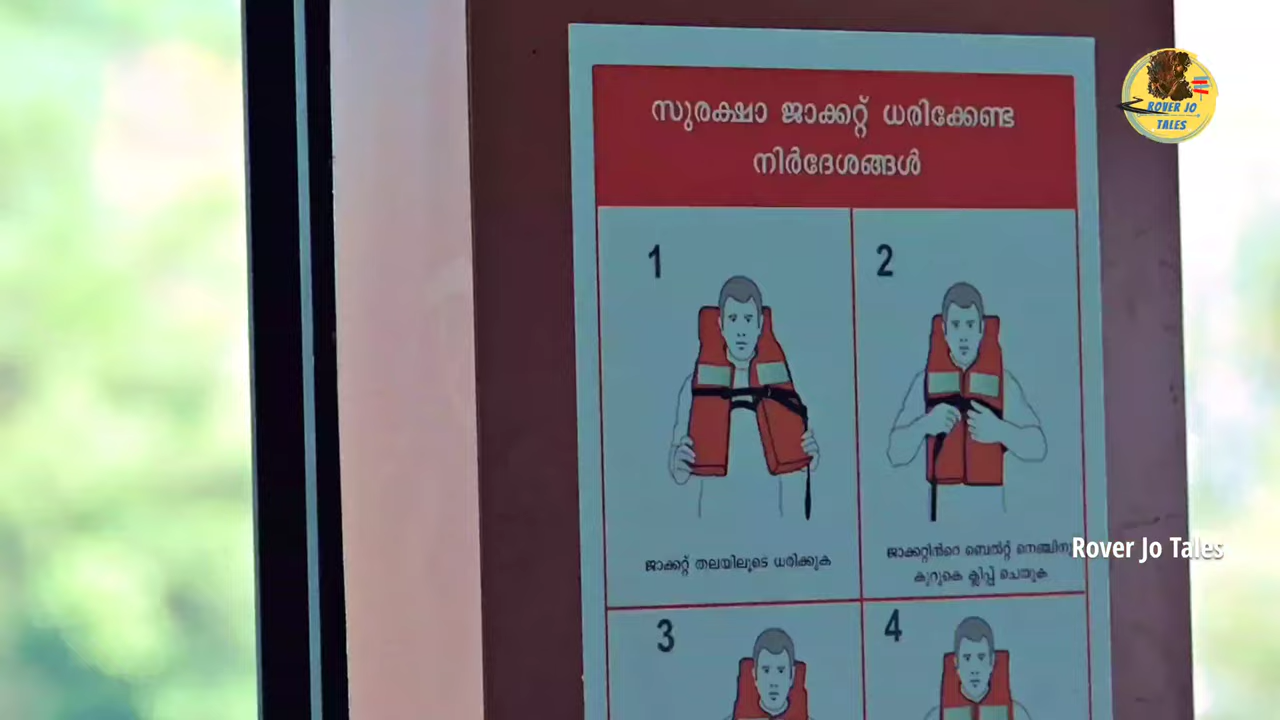 സുരക്ഷാ ജാക്കറ്റ് ധരിക്കേണ്ട
നിർദേശങ്ങൾ
1
2
ജാക്കറ്റ് തലയിലൂടെ ധരിക്കുക
ജാക്കറ്റിൻറെ ബെൽറ്റ് നെഞ്ചിനു
കുറുകെ ക്ലിപ്പ് ചെയ്യുക
3
4
ROVER JO
TALES
Rover Jo Tales